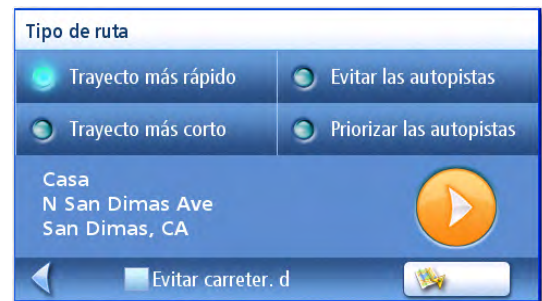 Tipo de ruta
Trayecto más rápido
Evitar las autopistas
Trayecto más corto
Priorizar las autopistas
Casa
N San Dimas Ave
San Dimas, CA
Evitar carreter. d